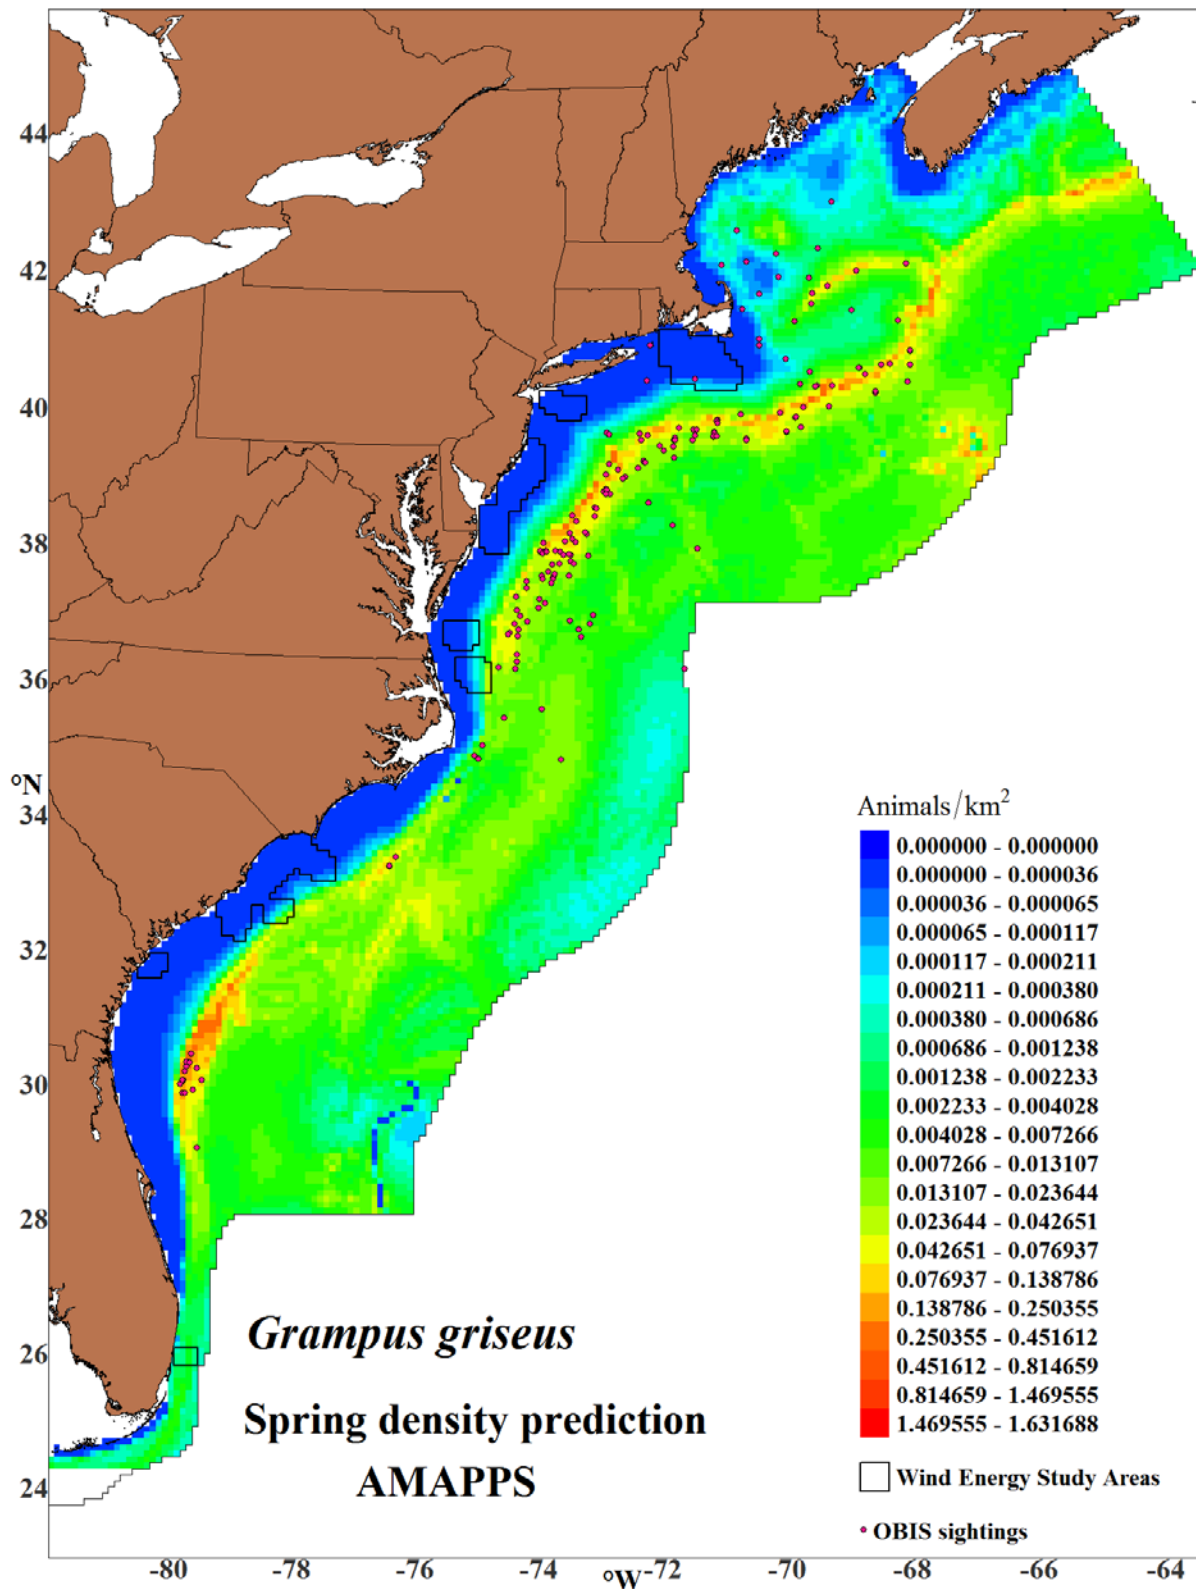 44
42
40
38
36
°N
34
32
30
28
26
24
Animals/km²
0.000000 - 0.000000
0.000000 - 0.000036
0.000036 - 0.000065
0.000065 - 0.000117
0.000117 - 0.000211
0.000211 - 0.000380
0.000380 - 0.000686
0.000686 - 0.001238
0.001238 - 0.002233
0.002233 - 0.004028
0.004028 - 0.007266
0.007266 - 0.013107
0.013107 - 0.023644
0.023644 - 0.042651
0.042651 - 0.076937
0.076937 - 0.138786
0.138786 - 0.250355
0.250355 - 0.451612
0.451612 - 0.814659
0.814659 - 1.469555
1.469555 - 1.631688
Wind Energy Study Areas
OBIS sightings
Grampus griseus
Spring density prediction
AMAPPS
-80 -78 -76 -74 °W -72 -70 -68 -66 -64